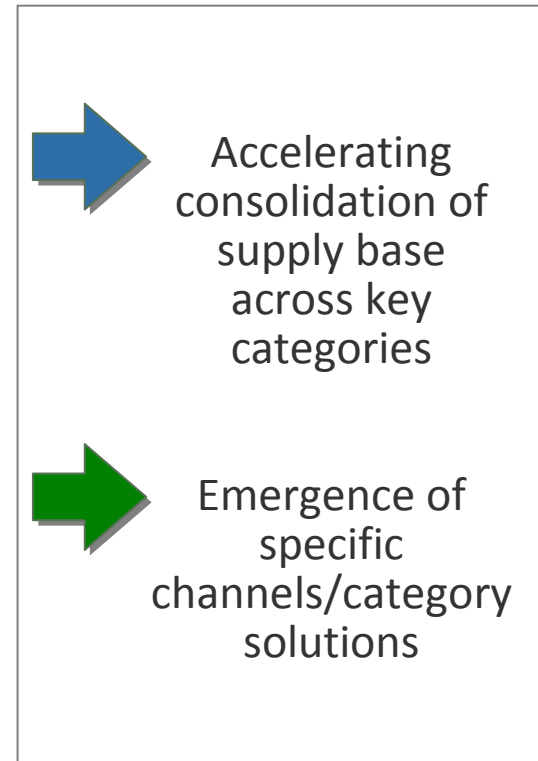 Accelerating
consolidation of
supply base
across key
categories
Emergence of
specific
channels/category
solutions